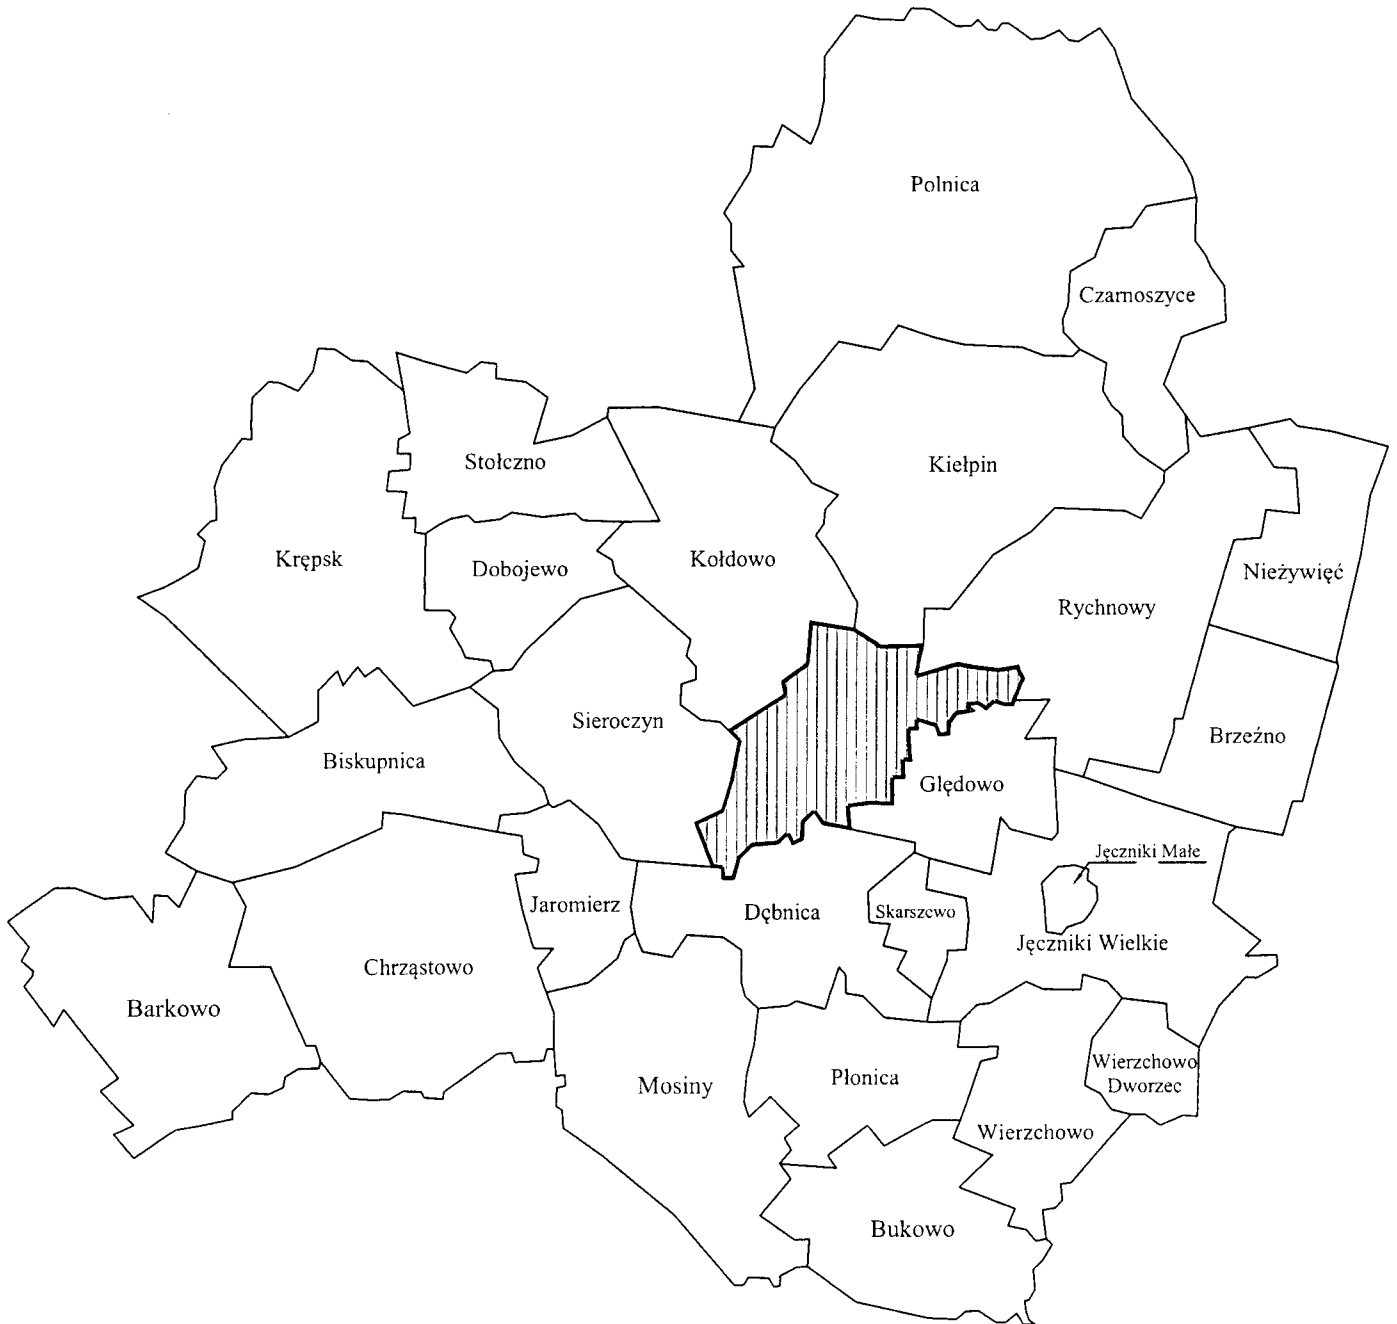 Polnica
Czarnoszyce
Stołczno
Kiełpin
Krępsk
Dobojewo
Kołdowo
Nieżywięć
Rychnowy
Sieroczyn
Brzeźno
Biskupnica
Ględowo
Jęczniki Małe
Jaromierz
Dębnica
Skarszewo
Jęczniki Wielkie
Chrząstowo
Barkowo
Wierzchowo
Dworzec
Mosiny
Płonica
Wierzchowo
Bukowo